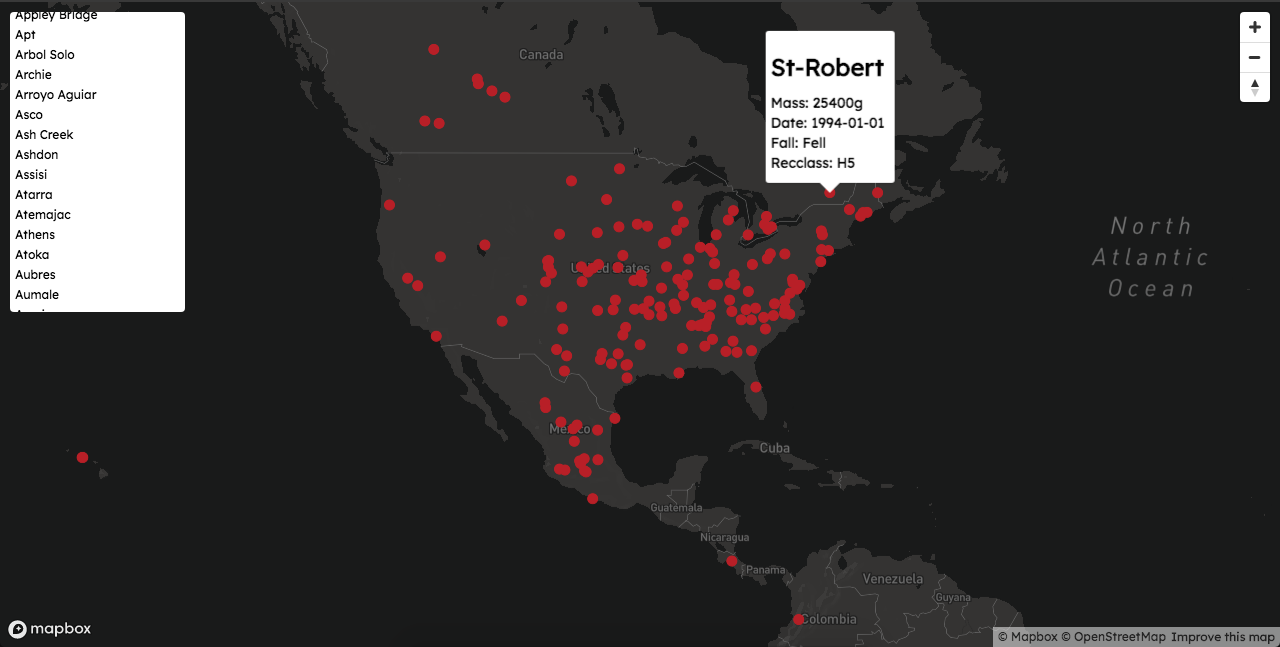 Appley Bridge
Apt
Arbol Solo
Archie
Arroyo Aguiar
Asco
Ash Creek
Ashdon
Assisi
Atarra
Atemajac
Athens
Atoka
Aubres
Aumale
Canada
St-Robert
Mass: 25400g
Date: 1994-01-01
Fall: Fell
Recclass: H5
United States
North
Atlantic
Ocean
Mexico
Cuba
Guatemala
Nicaragua
Panama
Venezuela
Guyana
Colombia
mapbox
© Mapbox © OpenStreetMap Improve this map